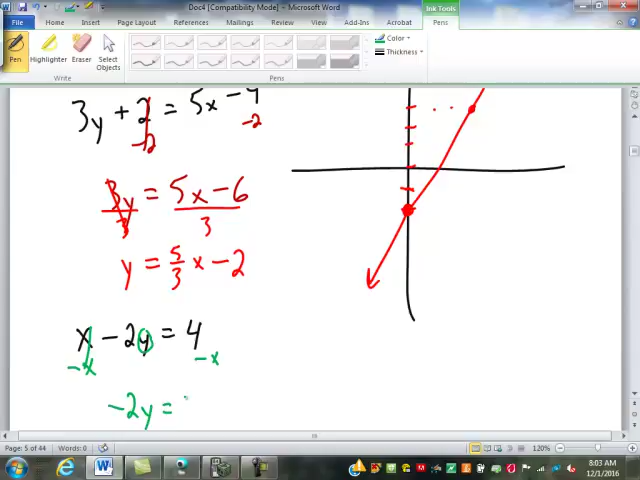 Doc4 [Compatibility Mode] - Microsoft Word
Ink Tools
File Home Insert Page Layout References Mailings Review View Add-Ins Acrobat Pens
Pen Highlighter Eraser Select Objects
Color
Thickness
Write Pens
3y + 2 = 5x - 4
-2 -2
3y = 5x - 6
3 3
y = 5/3 x - 2
x - 2y = 4
-x -x
-2y =
Page: 5 of 44 Words: 0 120%
8:03 AM
12/1/2016